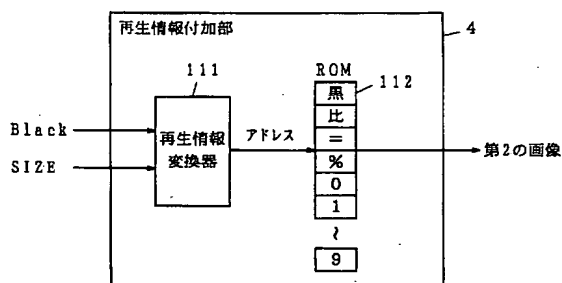 再生情報付加部
4
111
ROM
112
黒
比
=
%
0
1
~
9
Black
SIZE
再生情報
変換器
アドレス
第2の画像